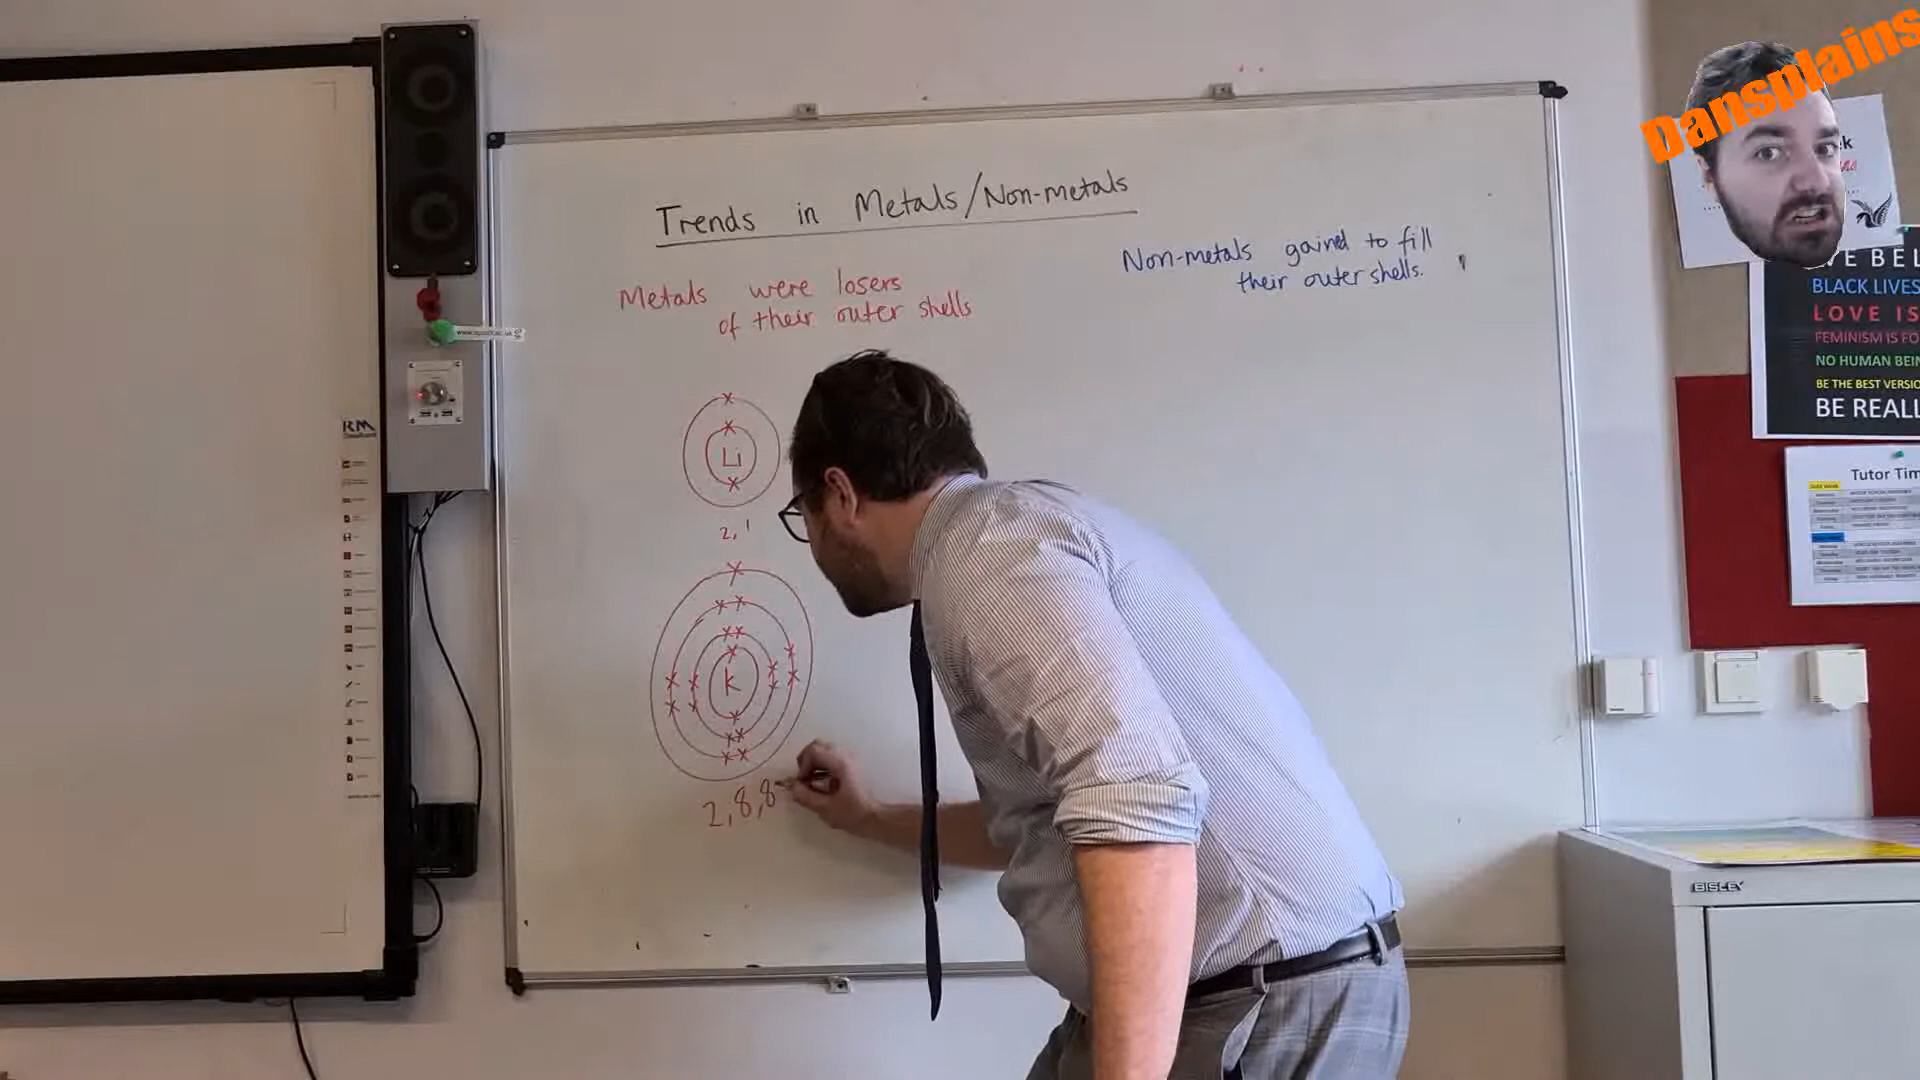 Dansplains
Trends in Metals/Non-metals
Metals were losers
of their outer shells
Non-metals gained to fill
their outer shells.
Li
2, 1
K
2,8,8
RM
VE BEL
BLACK LIVES
LOVE IS
FEMINISM IS FO
NO HUMAN BEIN
BE THE BEST VERSIO
BE REALL
Tutor Tim
BISLEY